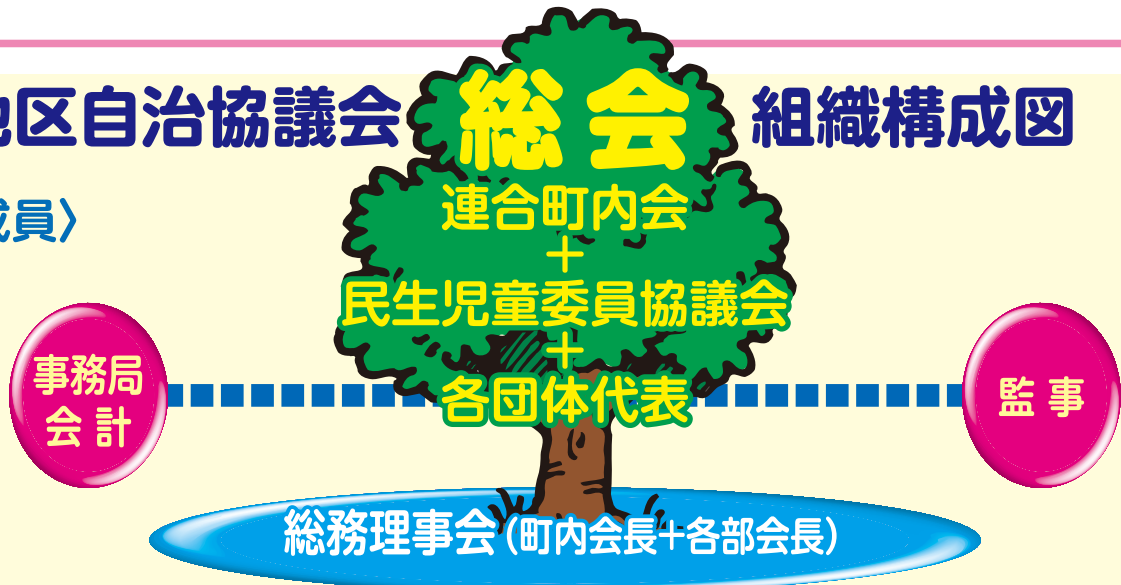 区自治協議会 総会 組織構成図
員〉
連合町内会
+
民生児童委員協議会
+
各団体代表
事務局
会計
監事
総務理事会(町内会長+各部会長)